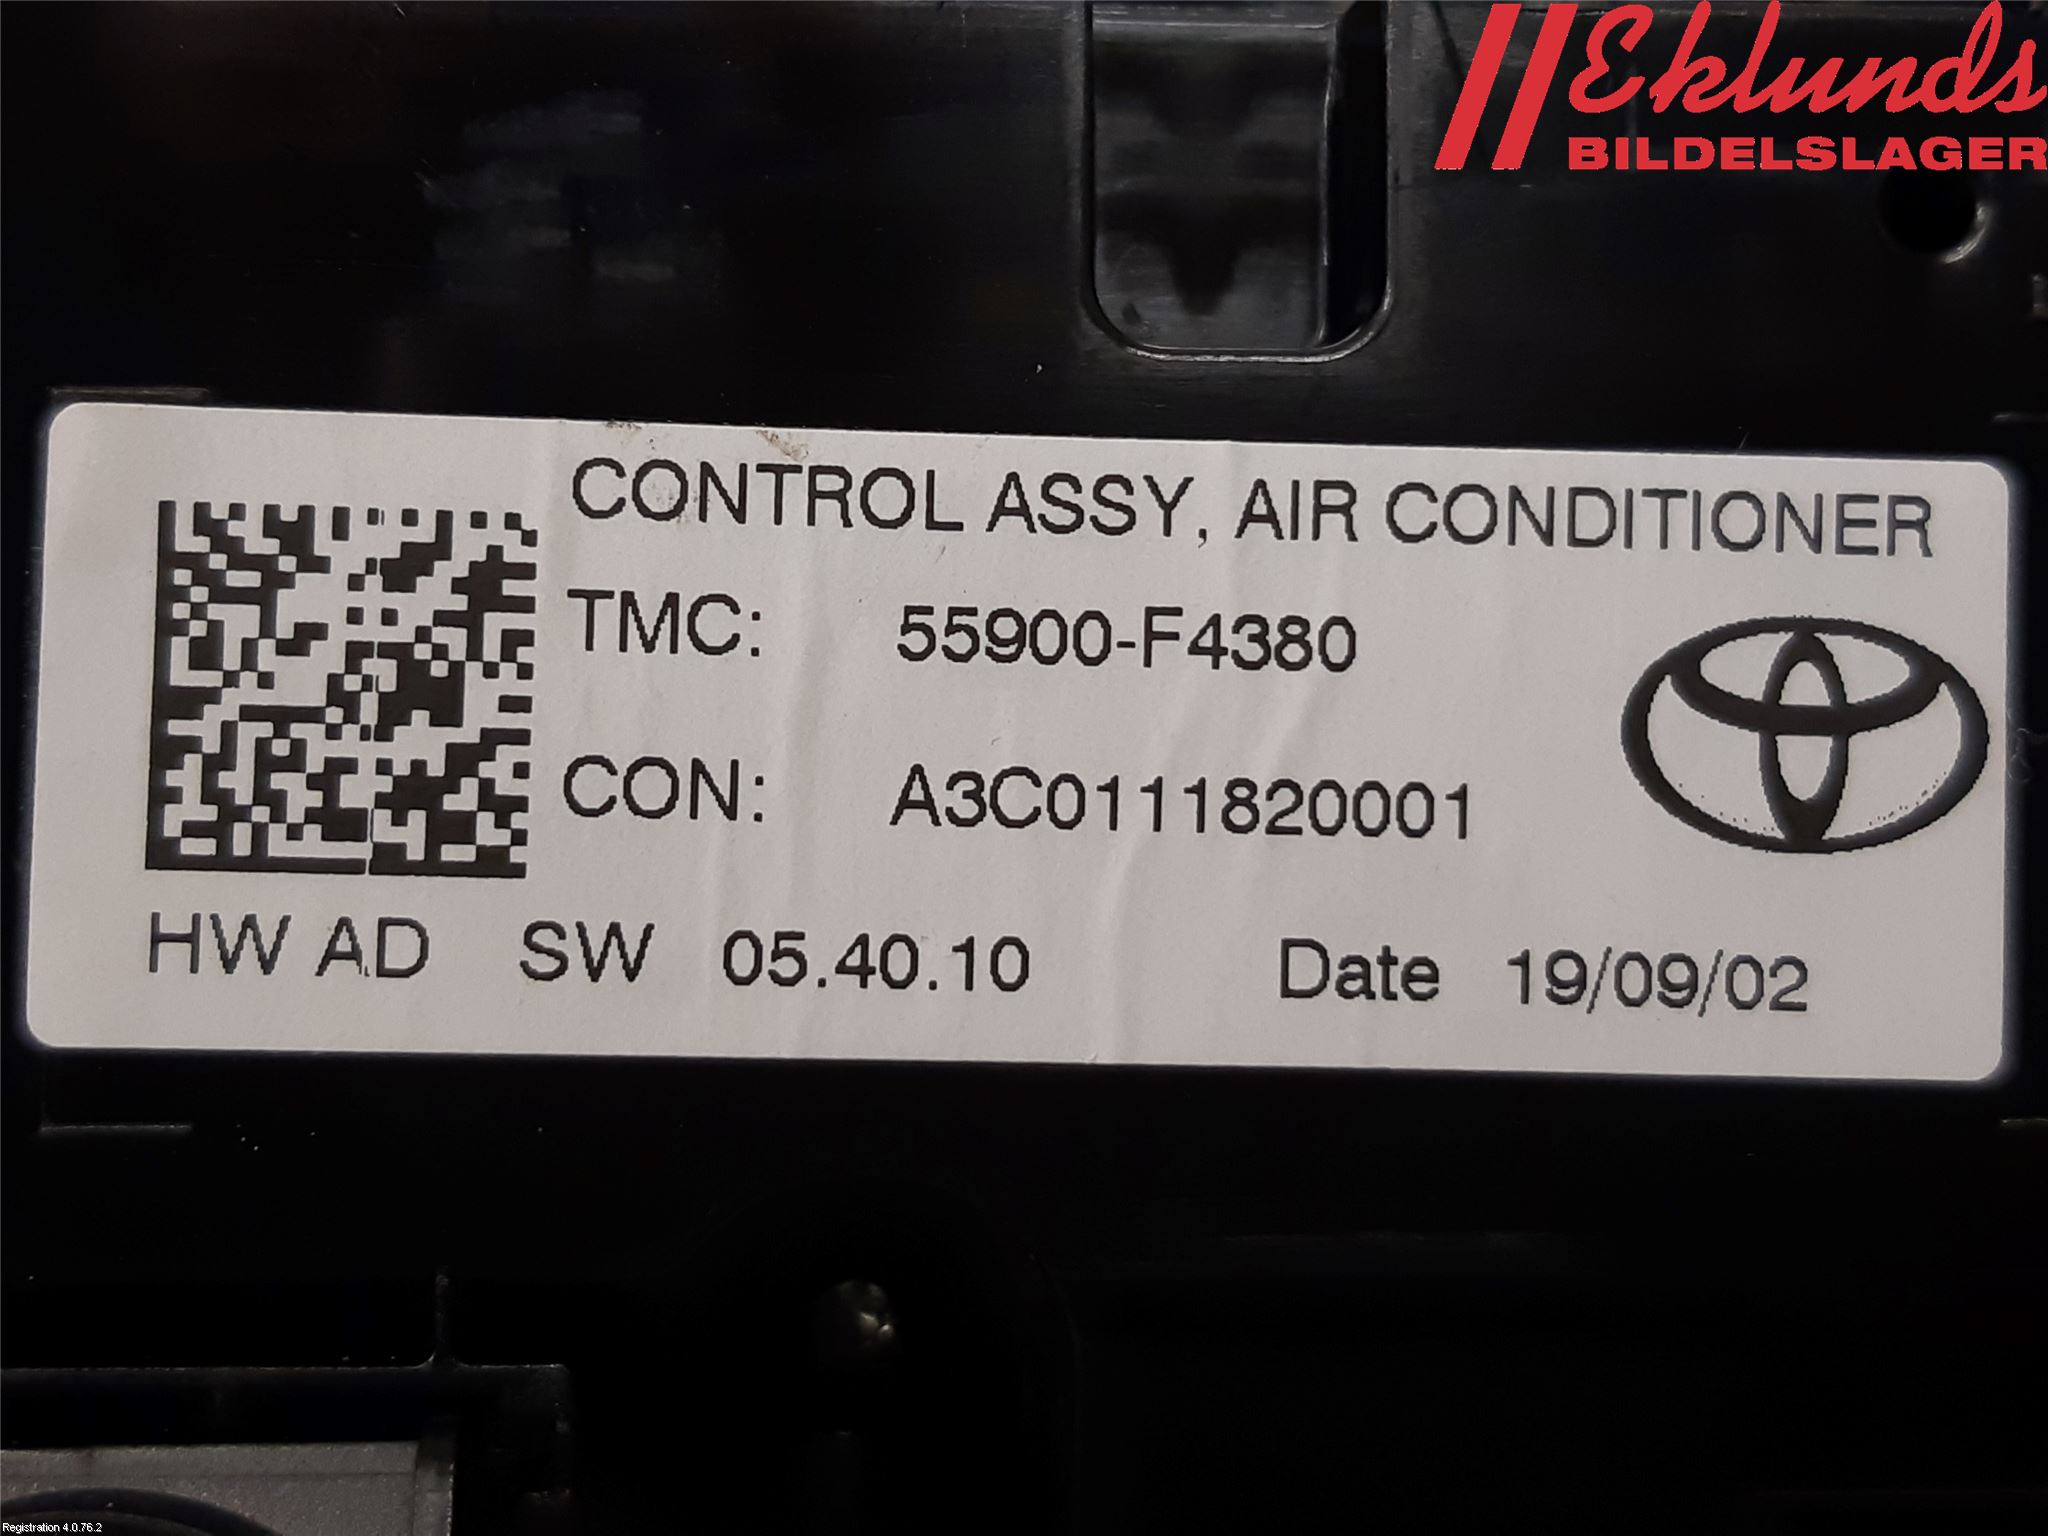 Eklunds
BILDELSLAGER
CONTROL ASSY, AIR CONDITIONER
TMC: 55900-F4380
CON: A3C0111820001
HW AD SW 05.40.10 Date 19/09/02
Registration 4.0.76.2